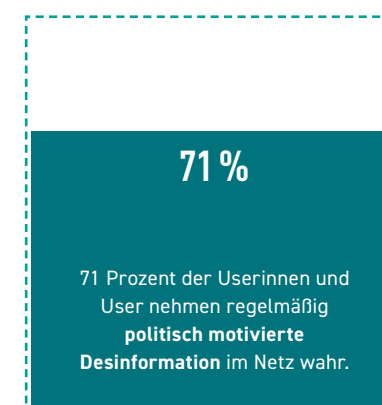 71 %
71 Prozent der Userinnen und
User nehmen regelmäßig
politisch motivierte
Desinformation im Netz wahr.